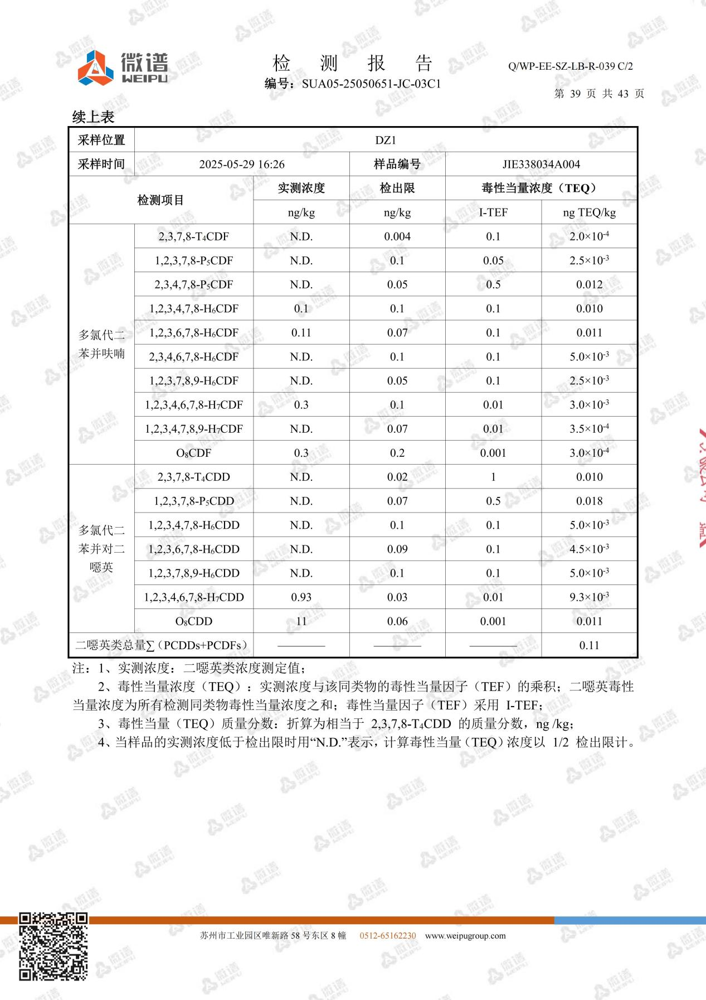 微谱
WEIPU
检 测 报 告
编号：SUA05-25050651-JC-03C1
Q/WP-EE-SZ-LB-R-039 C/2
第 39 页 共 43 页
续上表
采样位置 DZ1
采样时间 2025-05-29 16:26 样品编号 JIE338034A004
检测项目 实测浓度 检出限 毒性当量浓度（TEQ）
ng/kg ng/kg I-TEF ng TEQ/kg
多氯代二苯并呋喃
2,3,7,8-T₄CDF N.D. 0.004 0.1 2.0×10⁻⁴
1,2,3,7,8-P₅CDF N.D. 0.1 0.05 2.5×10⁻³
2,3,4,7,8-P₅CDF N.D. 0.05 0.5 0.012
1,2,3,4,7,8-H₆CDF 0.1 0.1 0.1 0.010
1,2,3,6,7,8-H₆CDF 0.11 0.07 0.1 0.011
2,3,4,6,7,8-H₆CDF N.D. 0.1 0.1 5.0×10⁻³
1,2,3,7,8,9-H₆CDF N.D. 0.05 0.1 2.5×10⁻³
1,2,3,4,6,7,8-H₇CDF 0.3 0.1 0.01 3.0×10⁻³
1,2,3,4,7,8,9-H₇CDF N.D. 0.07 0.01 3.5×10⁻⁴
O₈CDF 0.3 0.2 0.001 3.0×10⁻⁴
多氯代二苯并对二噁英
2,3,7,8-T₄CDD N.D. 0.02 1 0.010
1,2,3,7,8-P₅CDD N.D. 0.07 0.5 0.018
1,2,3,4,7,8-H₆CDD N.D. 0.1 0.1 5.0×10⁻³
1,2,3,6,7,8-H₆CDD N.D. 0.09 0.1 4.5×10⁻³
1,2,3,7,8,9-H₆CDD N.D. 0.1 0.1 5.0×10⁻³
1,2,3,4,6,7,8-H₇CDD 0.93 0.03 0.01 9.3×10⁻³
O₈CDD 11 0.06 0.001 0.011
二噁英类总量∑（PCDDs+PCDFs） ——— ——— ——— 0.11
注：1、实测浓度：二噁英类浓度测定值；
2、毒性当量浓度（TEQ）：实测浓度与该同类物的毒性当量因子（TEF）的乘积；二噁英毒性
当量浓度为所有检测同类物毒性当量浓度之和；毒性当量因子（TEF）采用 I-TEF；
3、毒性当量（TEQ）质量分数：折算为相当于 2,3,7,8-T₄CDD 的质量分数，ng /kg；
4、当样品的实测浓度低于检出限时用“N.D.”表示，计算毒性当量（TEQ）浓度以 1/2 检出限计。
苏州市工业园区唯新路 58 号东区 8 幢 0512-65162230 www.weipugroup.com